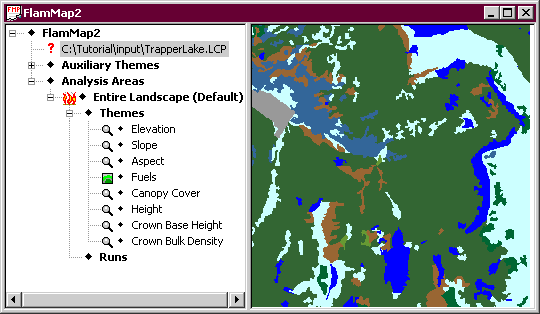 FlamMap2
FlamMap2
C:\Tutorial\input\TrapperLake.LCP
Auxiliary Themes
Analysis Areas
Entire Landscape (Default)
Themes
Elevation
Slope
Aspect
Fuels
Canopy Cover
Height
Crown Base Height
Crown Bulk Density
Runs